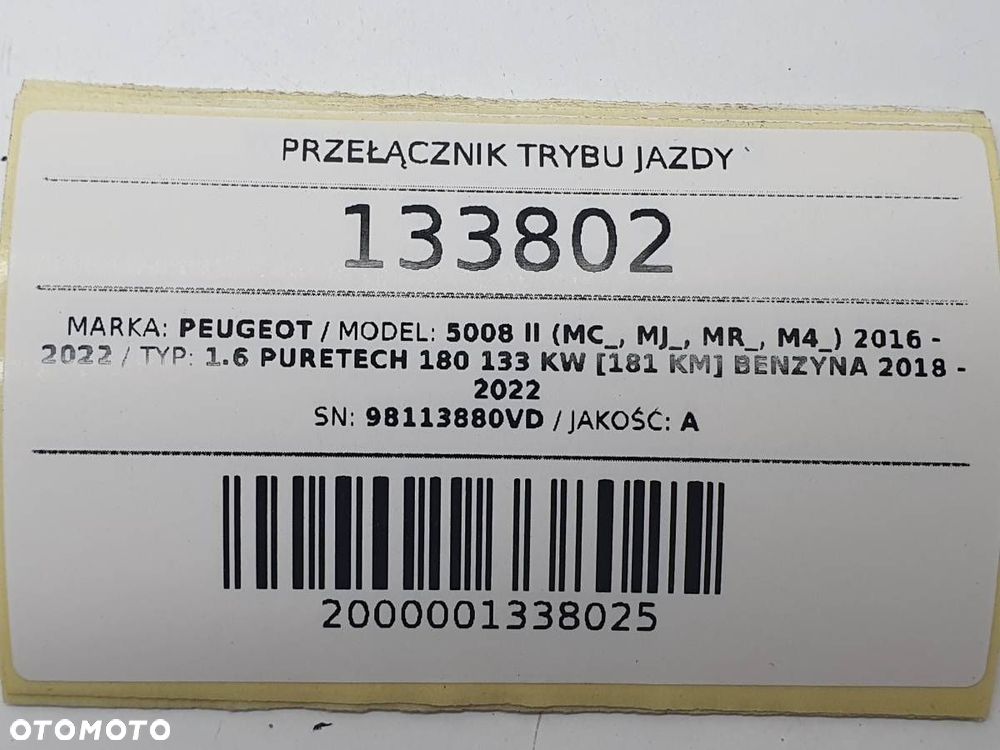 PRZEŁĄCZNIK TRYBU JAZDY
133802
MARKA: PEUGEOT / MODEL: 5008 II (MC_, MJ_, MR_, M4_) 2016 -
2022 / TYP: 1.6 PURETECH 180 133 KW [181 KM] BENZYNA 2018 -
2022
SN: 98113880VD / JAKOŚĆ: A
2000001338025
OTOMOTO